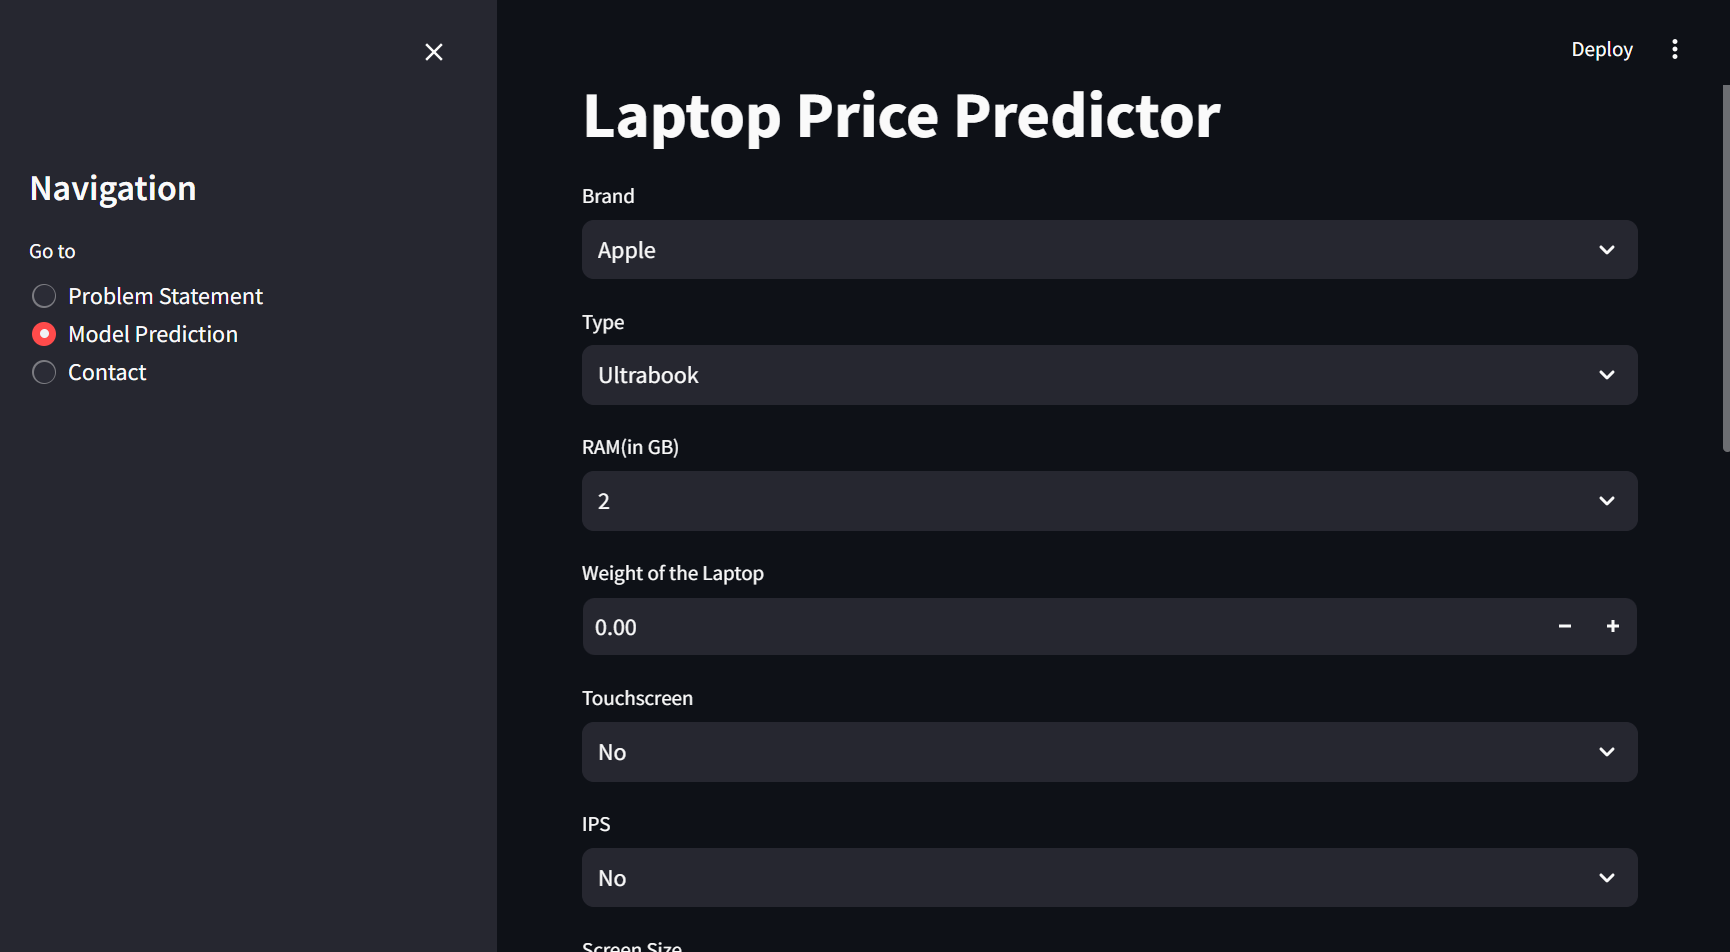 Deploy
Navigation
Go to
Problem Statement
Model Prediction
Contact
Laptop Price Predictor
Brand
Apple
Type
Ultrabook
RAM(in GB)
2
Weight of the Laptop
0.00
Touchscreen
No
IPS
No
Screen Size